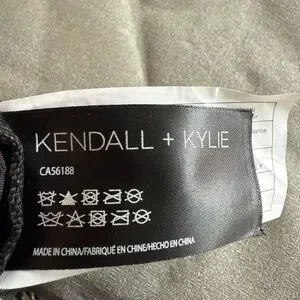 KENDALL + KYLIE
CA56188
MADE IN CHINA/FABRIQUÉ EN CHINE/HECHO EN CHINA